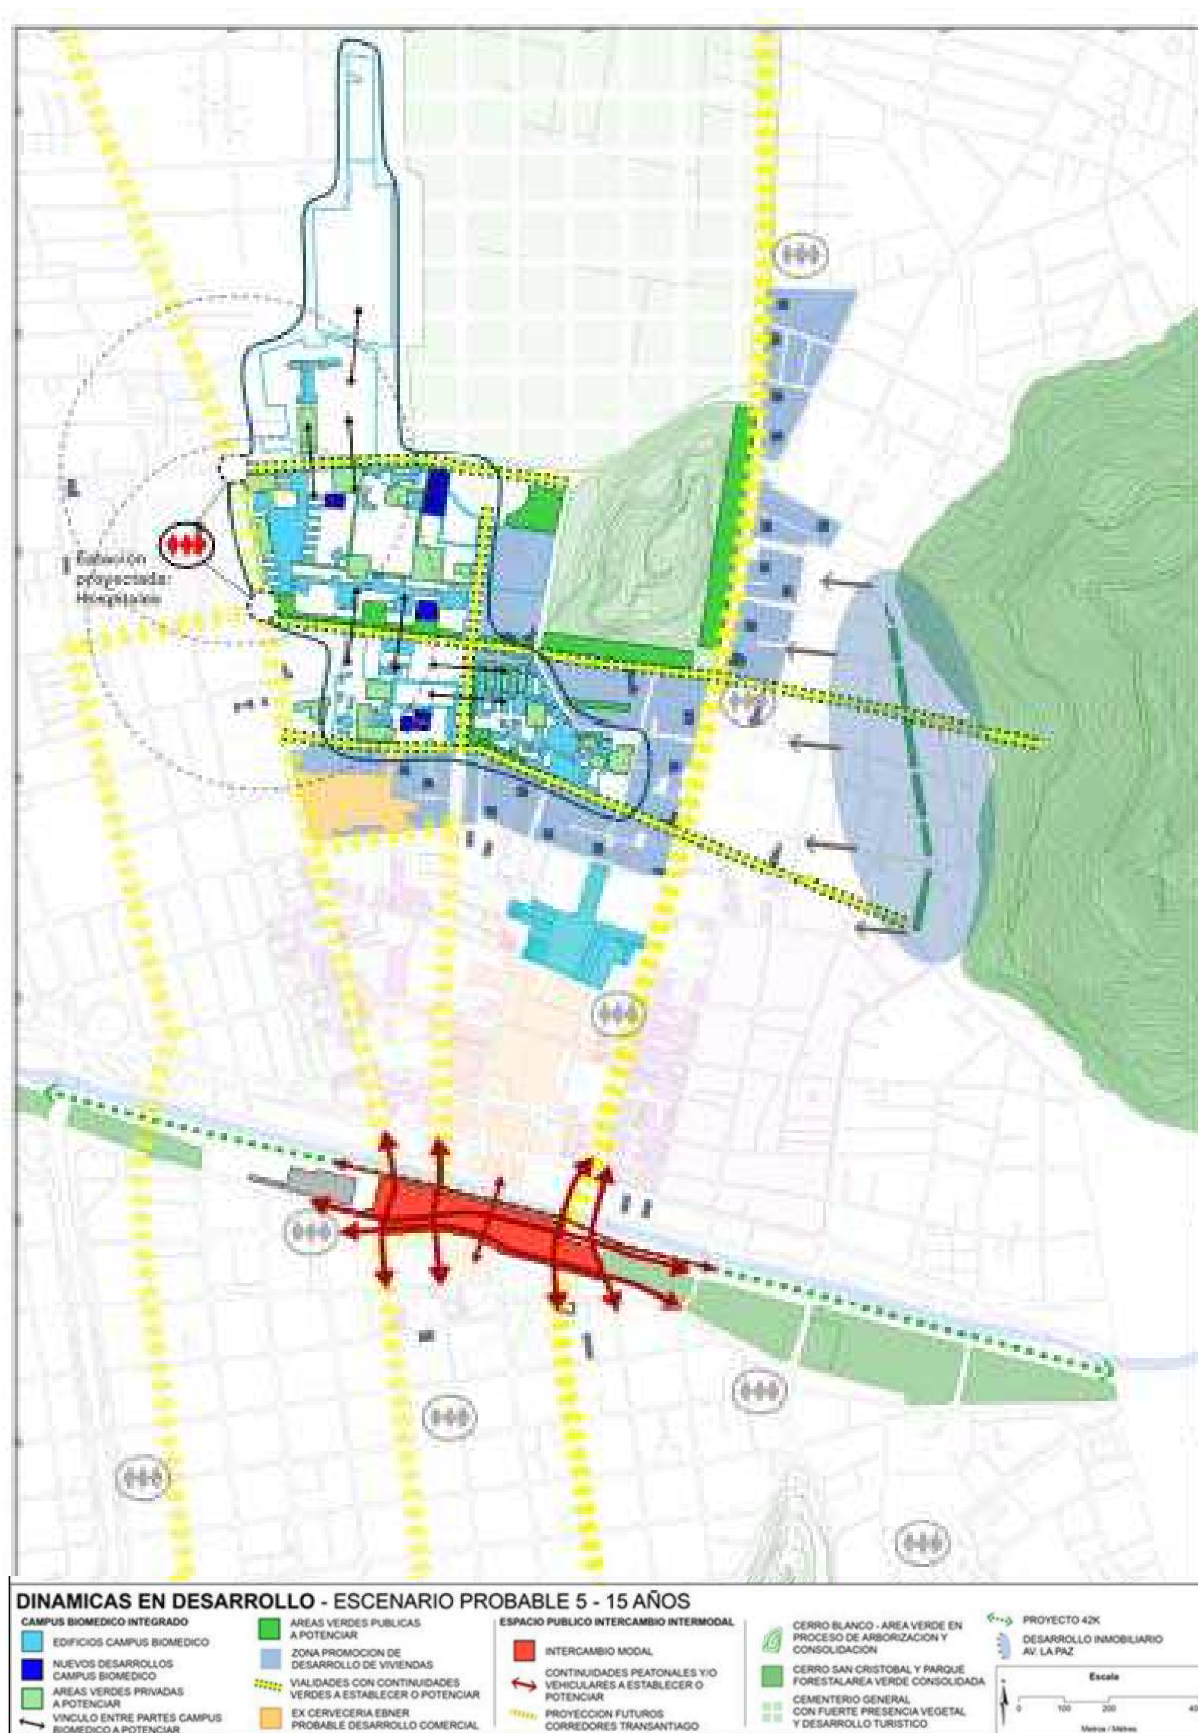 Estacion
proyectada:
Hospitales
DINAMICAS EN DESARROLLO - ESCENARIO PROBABLE 5 - 15 AÑOS
CAMPUS BIOMEDICO INTEGRADO
EDIFICIOS CAMPUS BIOMEDICO
NUEVOS DESARROLLOS
CAMPUS BIOMEDICO
AREAS VERDES PRIVADAS
A POTENCIAR
VINCULO ENTRE PARTES CAMPUS
BIOMEDICO A POTENCIAR
AREAS VERDES PUBLICAS
A POTENCIAR
ZONA PROMOCION DE
DESARROLLO DE VIVIENDAS
VIALIDADES CON CONTINUIDADES
VERDES A ESTABLECER O POTENCIAR
EX CERVECERIA EBNER
PROBABLE DESARROLLO COMERCIAL
ESPACIO PUBLICO INTERCAMBIO INTERMODAL
INTERCAMBIO MODAL
CONTINUIDADES PEATONALES Y/O
VEHICULARES A ESTABLECER O
POTENCIAR
PROYECCION FUTUROS
CORREDORES TRANSANTIAGO
CERRO BLANCO - AREA VERDE EN
PROCESO DE ARBORIZACION Y
CONSOLIDACION
CERRO SAN CRISTOBAL Y PARQUE
FORESTALAREA VERDE CONSOLIDADA
CEMENTERIO GENERAL
CON FUERTE PRESENCIA VEGETAL
Y DESARROLLO TURISTICO
PROYECTO 42K
DESARROLLO INMOBILIARIO
AV. LA PAZ
Escala
0 100 200 400
Metros / Mètres